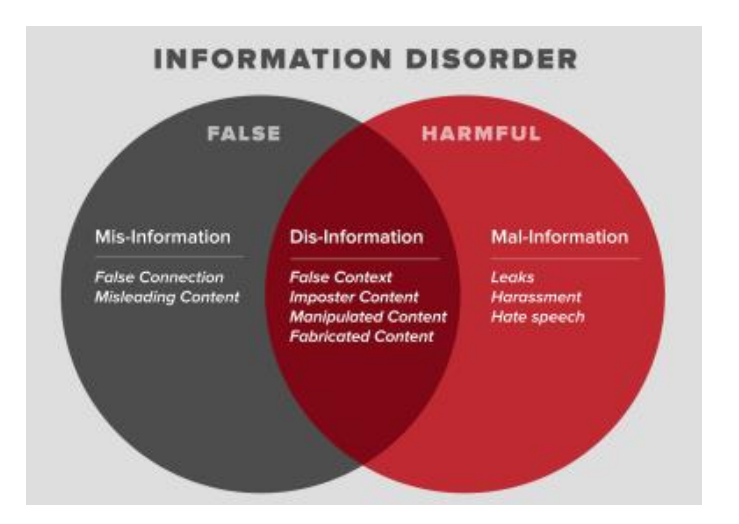 INFORMATION DISORDER
FALSE
HARMFUL
Mis-Information
False Connection
Misleading Content
Dis-Information
False Context
Imposter Content
Manipulated Content
Fabricated Content
Mal-Information
Leaks
Harassment
Hate speech